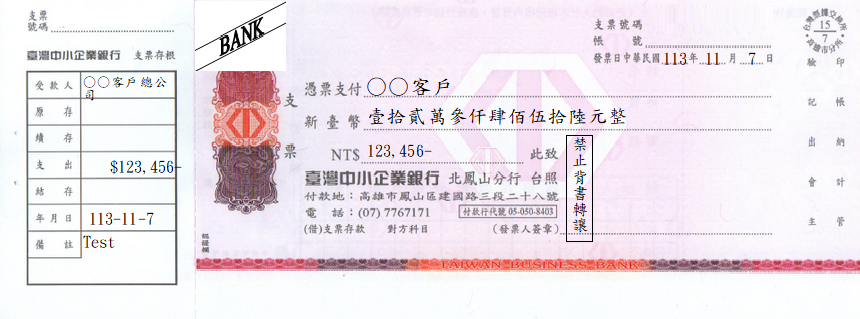 支票
號碼
臺灣中小企業銀行 支票存根
受款人 〇〇客戶總公司
原存
續存
支出 $123,456-
結存
年月日 113-11-7
備註 Test
BANK
支票
支票號碼
帳號
發票日中華民國 113 年 11 月 7 日
憑票支付 〇〇客戶
新臺幣 壹拾貳萬參仟肆佰伍拾陸元整
NT$ 123,456- 此致
臺灣中小企業銀行 北鳳山分行 台照
付款地:高雄市鳳山區建國路三段二十八號
電話:(07) 7767171 付款行代號 05-050-8403
(借)支票存款 對方科目 (發票人簽章)
禁止背書轉讓
台灣票據交換所
15
7
高雄市分所
驗印
記帳
出納
會計
主管
騎縫欄
TAIWAN BUSINESS BANK